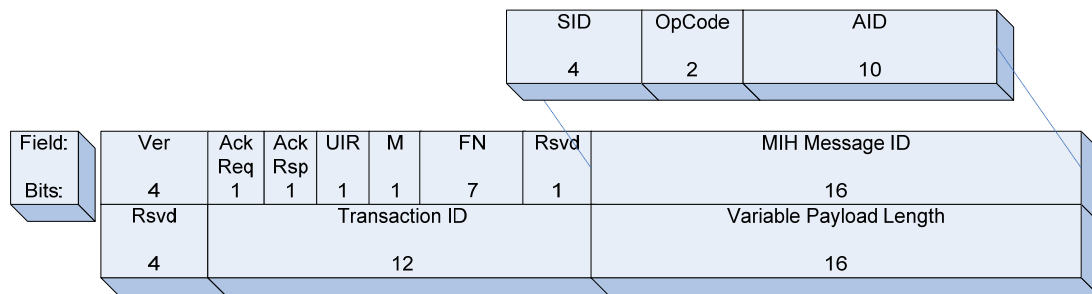 SID OpCode AID
4 2 10
Field: Ver Ack Req Ack Rsp UIR M FN Rsvd MIH Message ID
Bits: 4 1 1 1 1 7 1 16
Rsvd Transaction ID Variable Payload Length
4 12 16